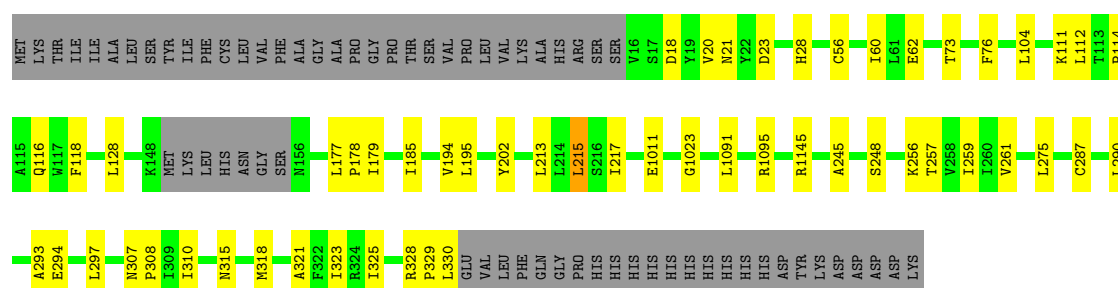 MET LYS THR ILE ILE ALA LEU SER TYR ILE PHE CYS LEU VAL PHE ALA GLY ALA PRO GLY PRO THR SER VAL PRO LEU VAL LYS ALA HIS ARG SER SER V16 S17 D18 Y19 V20 N21 Y22 D23 H28 C56 I60 L61 E62 T73 F76 L104 K111 L112 T113
A115 Q116 W117 F118 L128 K148 MET LYS LEU HIS ASN GLY SER N156 L177 P178 I179 I185 V194 L195 Y202 L213 L214 L215 S216 I217 E1011 G1023 L1091 R1095 R1145 A245 S248 K256 T257 V258 I259 I260 V261 L275 C287
A293 E294 L297 N307 P308 I309 I310 N315 M318 A321 F322 I323 R324 I325 R328 P329 L330 GLU VAL LEU PHE GLN GLY PRO HIS HIS HIS HIS HIS HIS HIS HIS HIS HIS ASP TYR LYS ASP ASP ASP ASP LYS